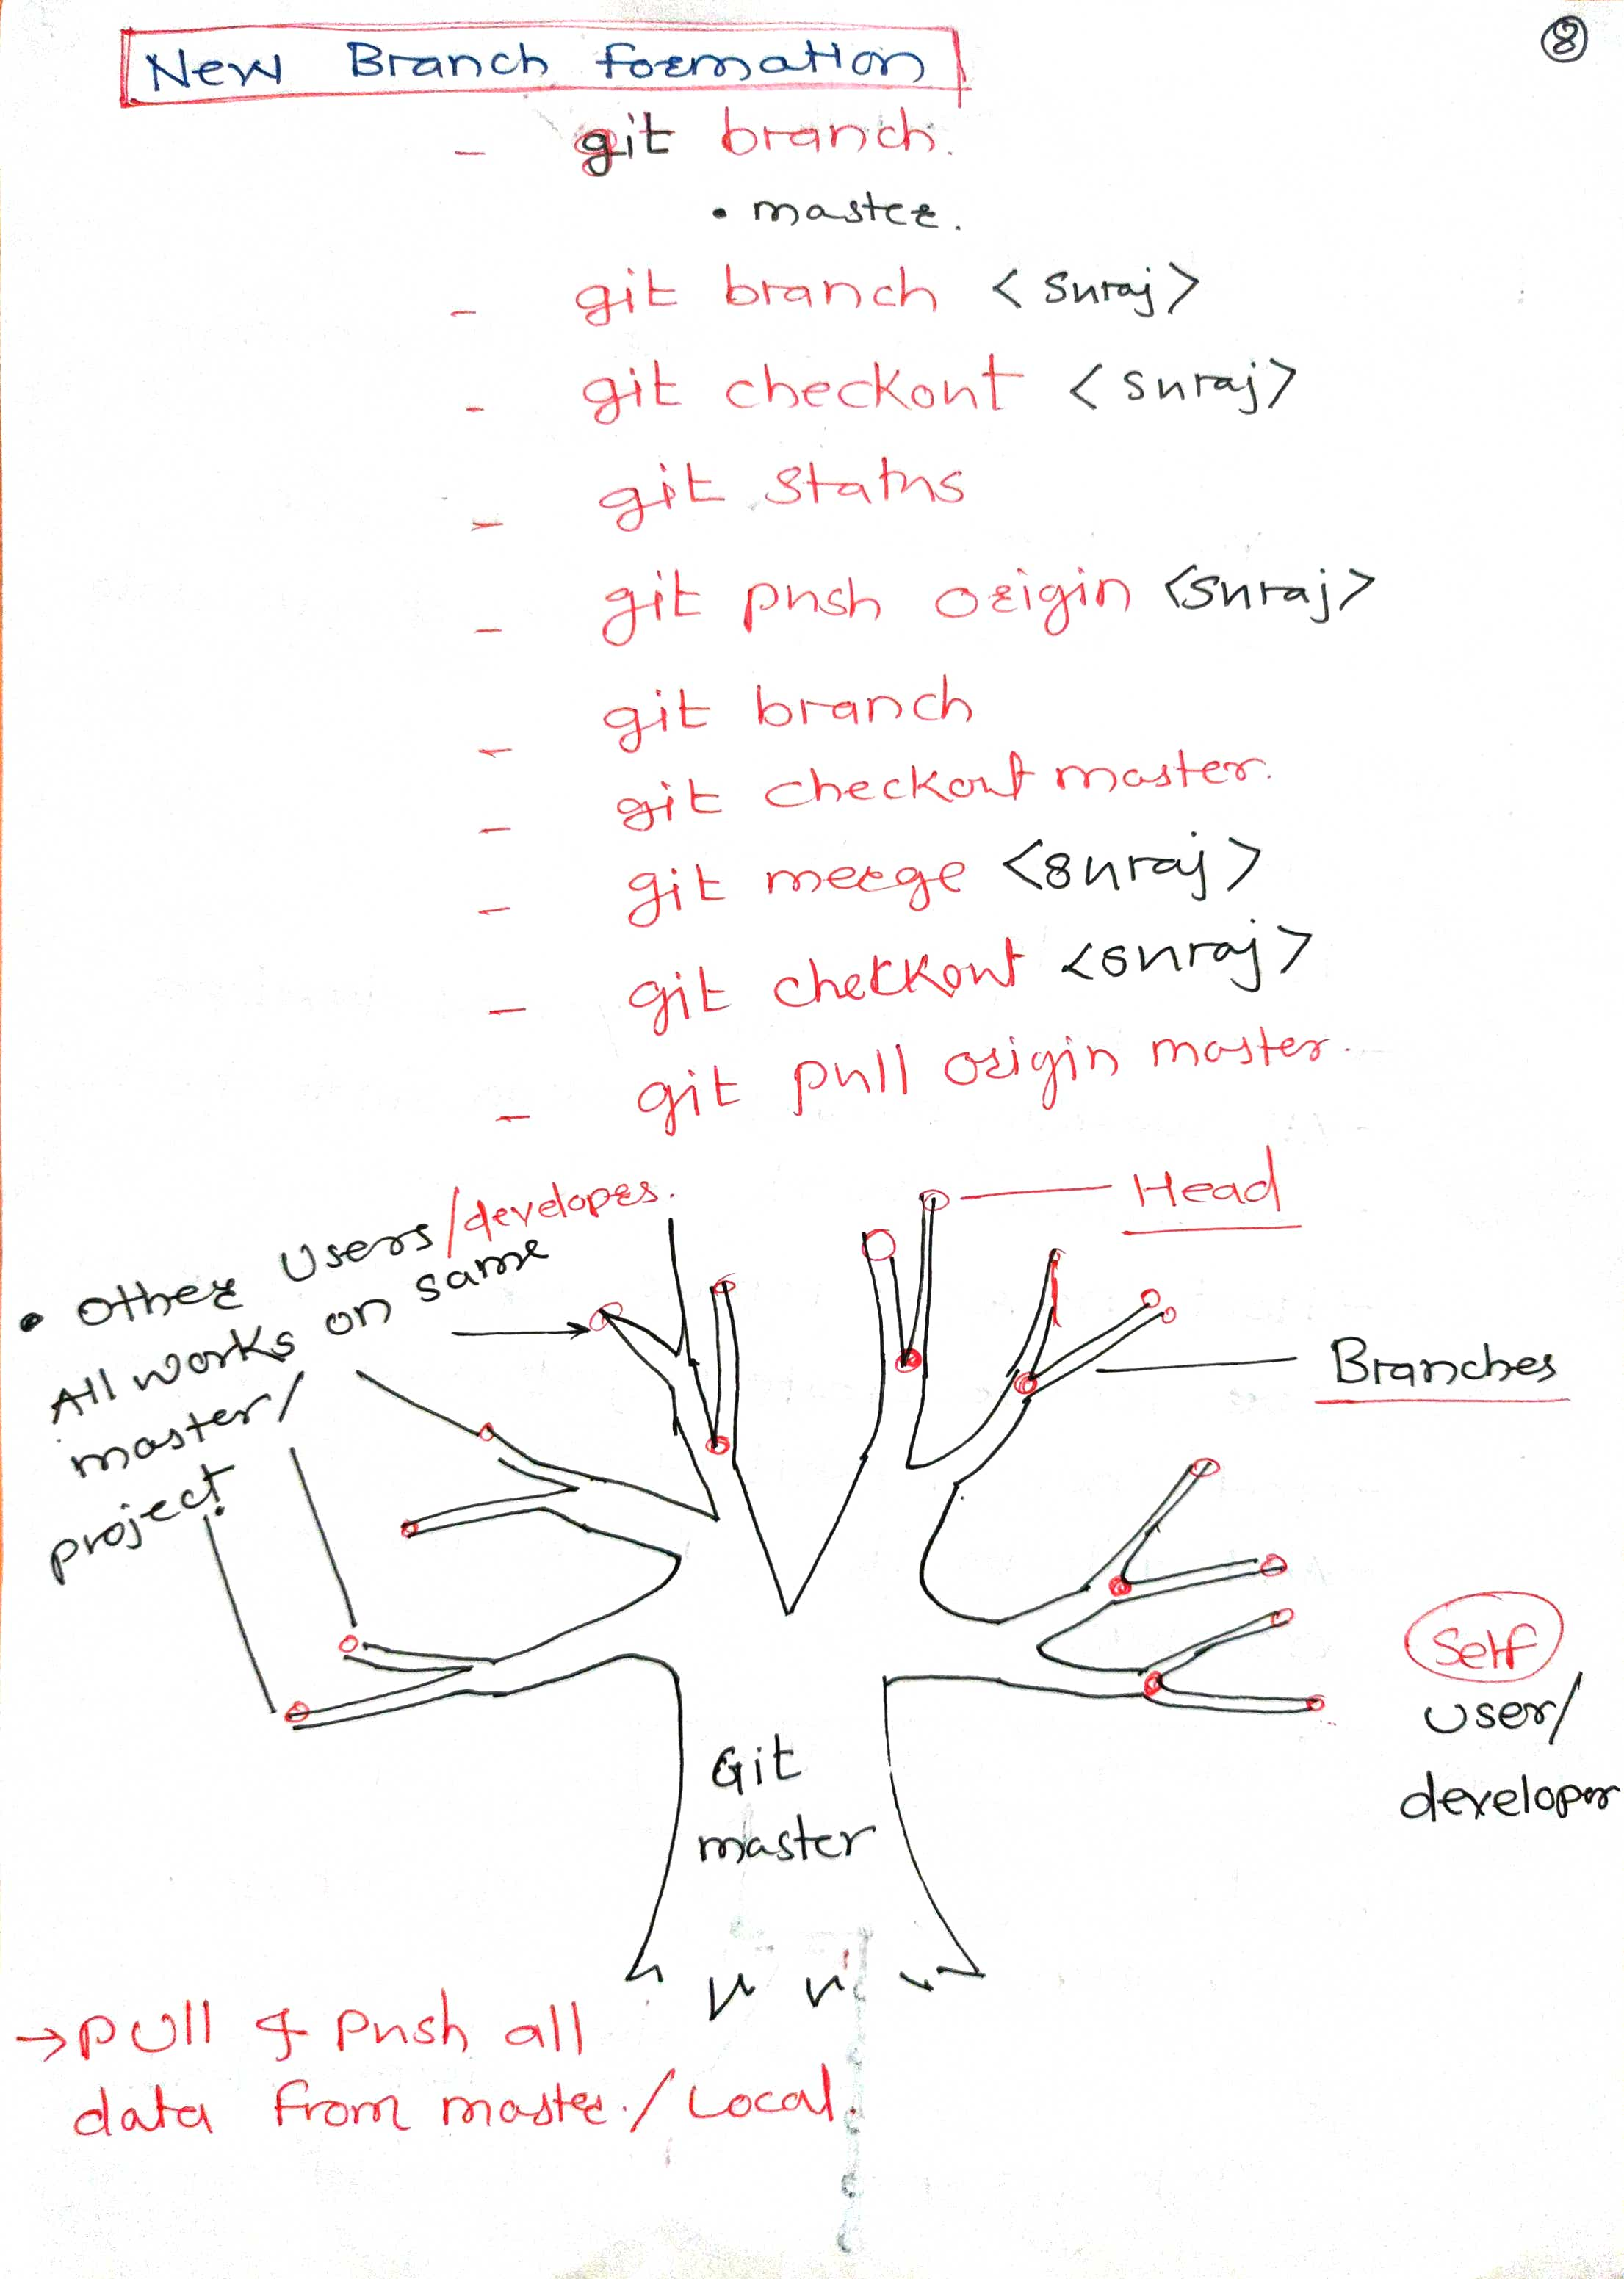 8
New Branch formation
- git branch.
• master.
- git branch <suraj>
- git checkout <suraj>
- git status
- git push origin <suraj>
- git branch
- git checkout master.
- git merge <suraj>
- git checkout <suraj>
- git pull origin master.
• Other Users/developes.
All works on same
master/
project
Head
Branches
Self
user/
developer
Git
master
→ PUll & push all
data from master./Local.